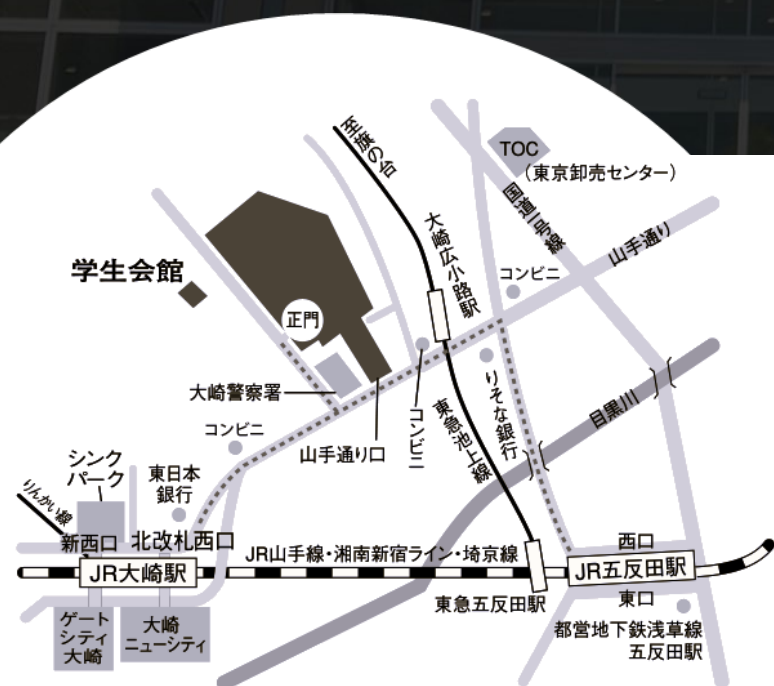 至旗の台
TOC
（東京卸売センター）
国道一号線
大崎広小路駅
山手通り
学生会館
コンビニ
正門
大崎警察署
コンビニ
りそな銀行
目黒川
コンビニ
山手通り口
東急池上線
シンク
パーク
東日本
銀行
りんかい線
新西口
北改札西口
JR山手線・湘南新宿ライン・埼京線
西口
JR大崎駅
JR五反田駅
東急五反田駅
東口
ゲート
シティ
大崎
大崎
ニューシティ
都営地下鉄浅草線
五反田駅